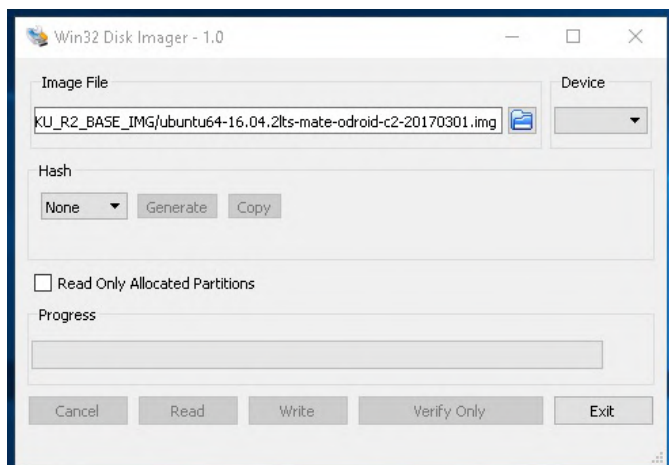 Win32 Disk Imager - 1.0
Image File
Device
KU_R2_BASE_IMG/ubuntu64-16.04.2lts-mate-odroid-c2-20170301.img
Hash
None Generate Copy
Read Only Allocated Partitions
Progress
Cancel Read Write Verify Only Exit